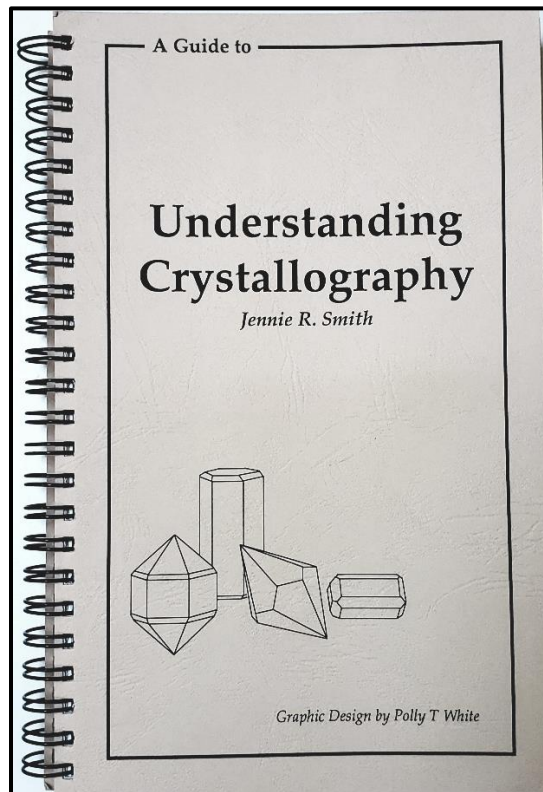 A Guide to
Understanding
Crystallography
Jennie R. Smith
Graphic Design by Polly T White